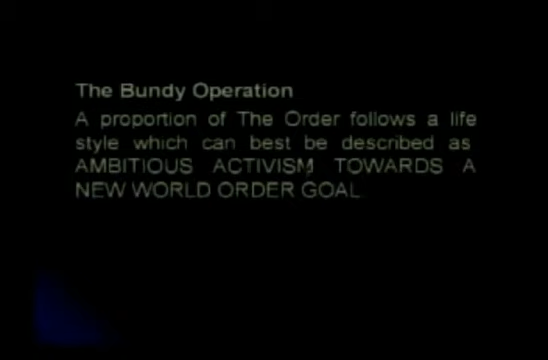 The Bundy Operation
A proportion of The Order follows a life
style which can best be described as
AMBITIOUS ACTIVISM TOWARDS A
NEW WORLD ORDER GOAL.